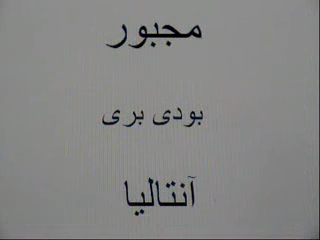 مجبور
بودی بری
آنتالیا